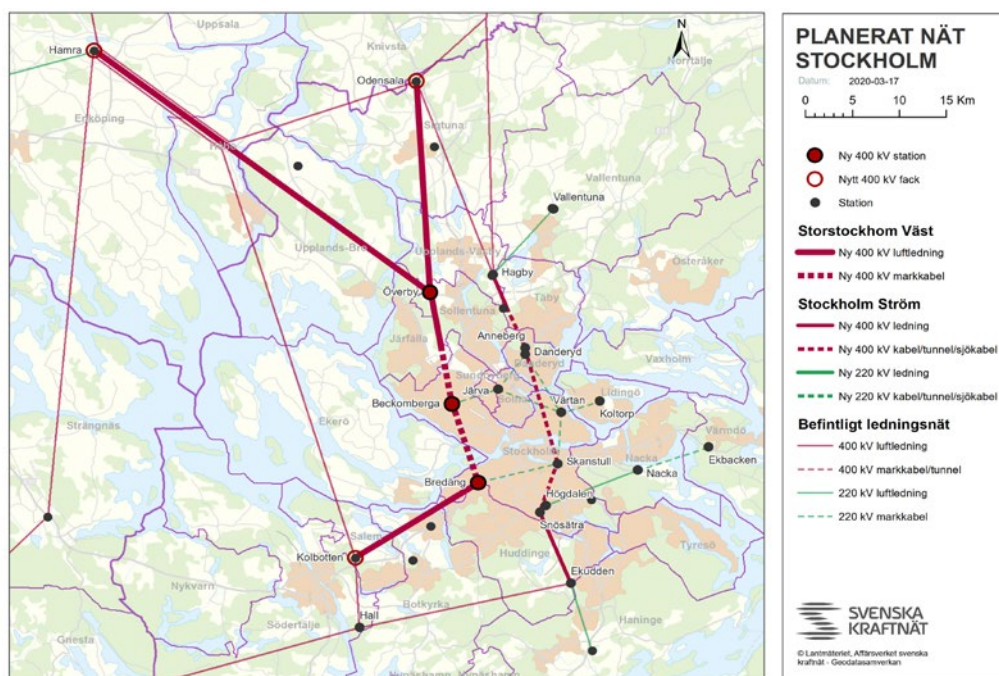 Uppsala
Knivsta
N
Norrtälje
Hamra
Odensala
Enköping
Håbo
Sigtuna
Vallentuna
Vallentuna
Upplands-Bro
Upplands-Väsby
Österåker
Hagby
Överby
Täby
Sollentuna
Järfälla
Anneberg
Danderyd
Danderyd
Vaxholm
Sundbyberg
Järva
Solna
Lidingö
Beckomberga
Värtan
Koltorp
Ekerö
Värmdö
Strängnäs
Stockholm
Nacka
Skanstull
Ekbacken
Nacka
Bredäng
Högdalen
Snösätra
Salem
Tyresö
Kolbotten
Huddinge
Ekudden
Nykvarn
Botkyrka
Hall
Södertälje
Haninge
Gnesta
Nynäshamn
Nynäshamn
PLANERAT NÄT
STOCKHOLM
Datum: 2020-03-17
0 5 10 15 Km
Ny 400 kV station
Nytt 400 kV fack
Station
Storstockhom Väst
Ny 400 kV luftledning
Ny 400 kV markkabel
Stockholm Ström
Ny 400 kV ledning
Ny 400 kV kabel/tunnel/sjökabel
Ny 220 kV ledning
Ny 220 kV kabel/tunnel/sjökabel
Befintligt ledningsnät
400 kV luftledning
400 kV markkabel/tunnel
220 kV luftledning
220 kV markkabel
SVENSKA
KRAFTNÄT
© Lantmäteriet, Affärsverket svenska
kraftnät - Geodatasamverkan